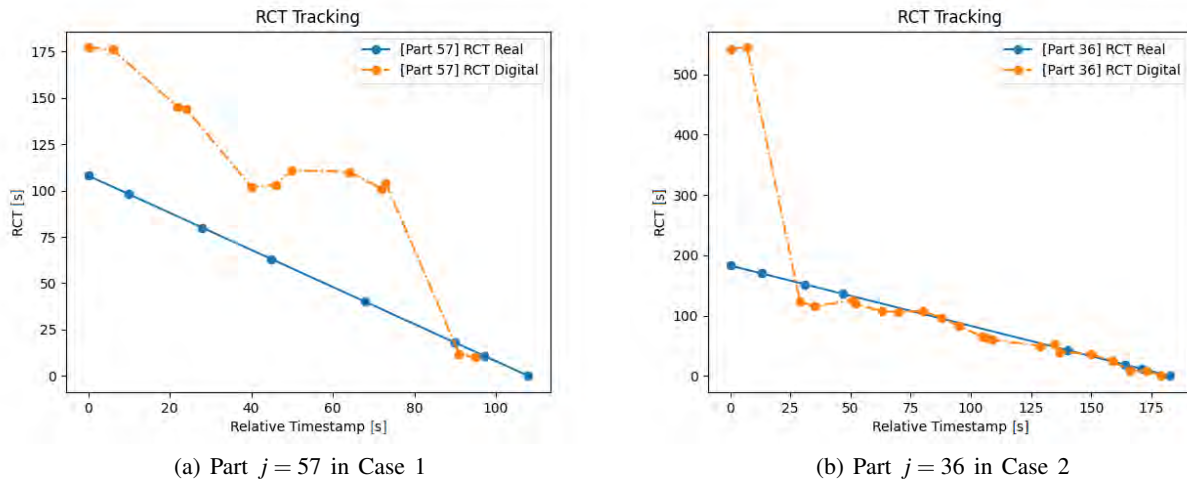 RCT Tracking
[Part 57] RCT Real
[Part 57] RCT Digital
RCT [s]
175
150
125
100
75
50
25
0
0 20 40 60 80 100
Relative Timestamp [s]
(a) Part j = 57 in Case 1
RCT Tracking
[Part 36] RCT Real
[Part 36] RCT Digital
RCT [s]
500
400
300
200
100
0
0 25 50 75 100 125 150 175
Relative Timestamp [s]
(b) Part j = 36 in Case 2